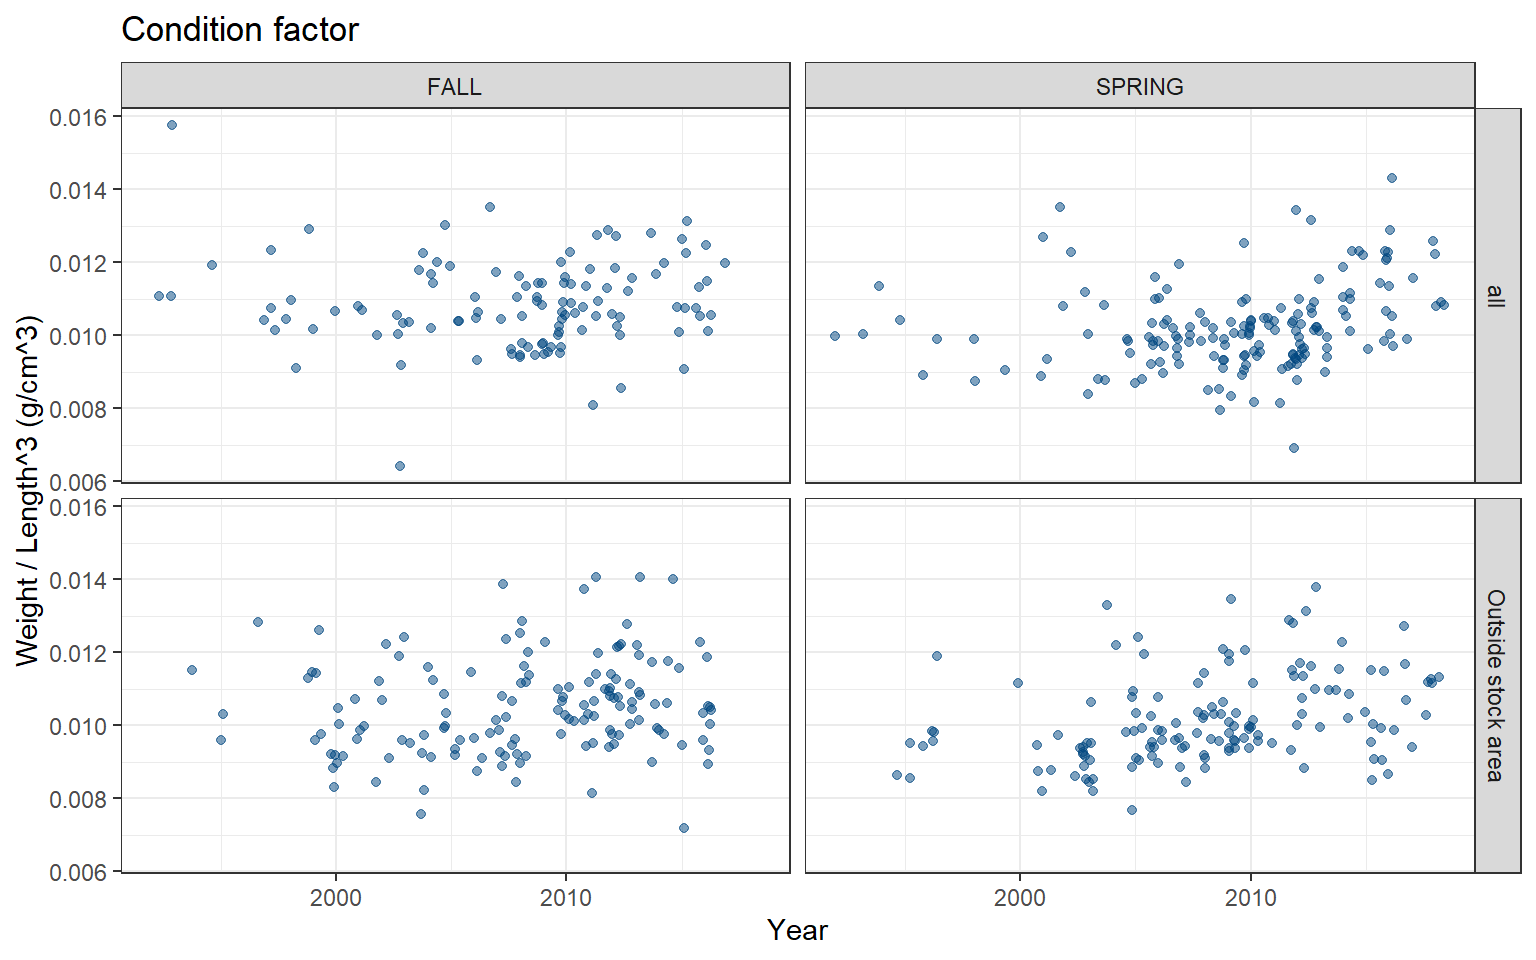 Condition factor
FALL
SPRING
0.016
0.014
0.012
0.010
0.008
0.006
all
0.016
0.014
0.012
0.010
0.008
0.006
Outside stock area
Weight / Length^3 (g/cm^3)
2000
2010
2000
2010
Year